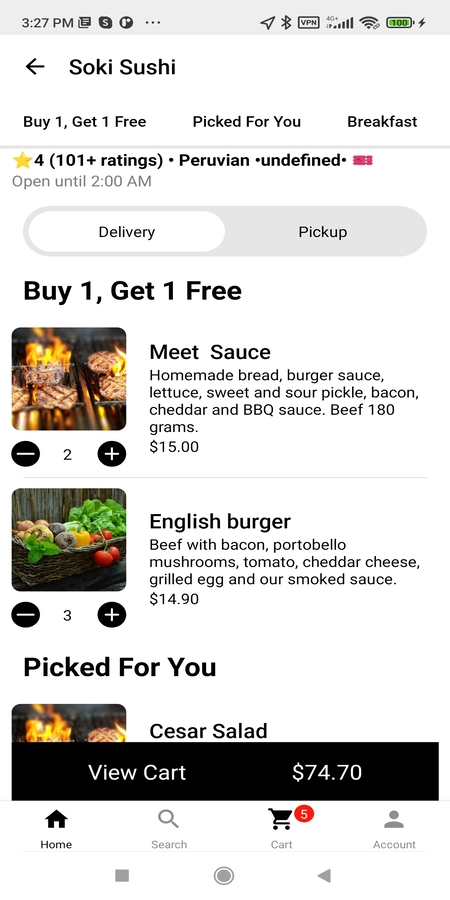 3:27 PM
VPN
4G+
100
Soki Sushi
Buy 1, Get 1 Free
Picked For You
Breakfast
⭐4 (101+ ratings) • Peruvian •undefined• 🎟
Open until 2:00 AM
Delivery
Pickup
Buy 1, Get 1 Free
Meet  Sauce
Homemade bread, burger sauce,
lettuce, sweet and sour pickle, bacon,
cheddar and BBQ sauce. Beef 180
grams.
$15.00
2
English burger
Beef with bacon, portobello
mushrooms, tomato, cheddar cheese,
grilled egg and our smoked sauce.
$14.90
3
Picked For You
Cesar Salad
View Cart
$74.70
5
Home
Search
Cart
Account